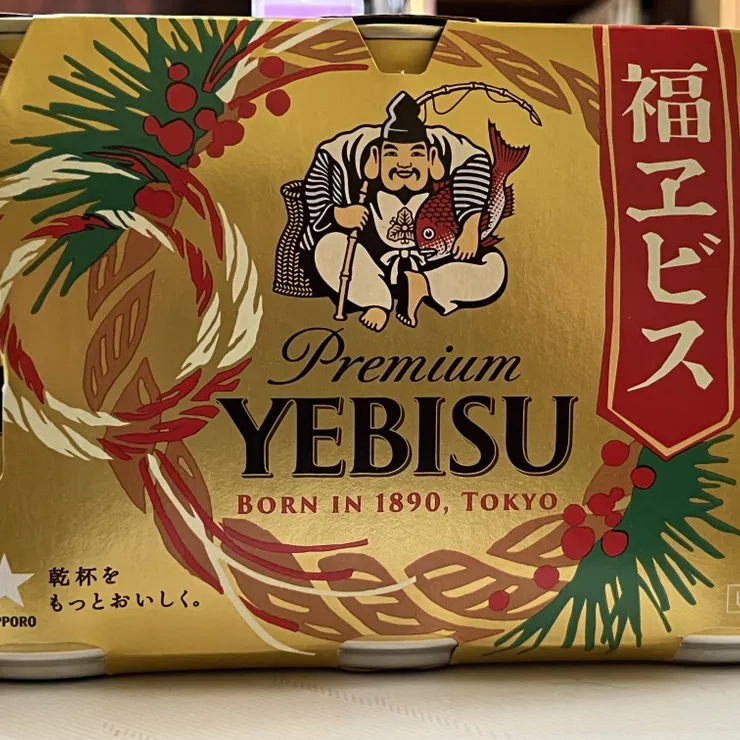 福ヱビス
Premium
YEBISU
BORN IN 1890, TOKYO
乾杯を
もっとおいしく。
PPORO